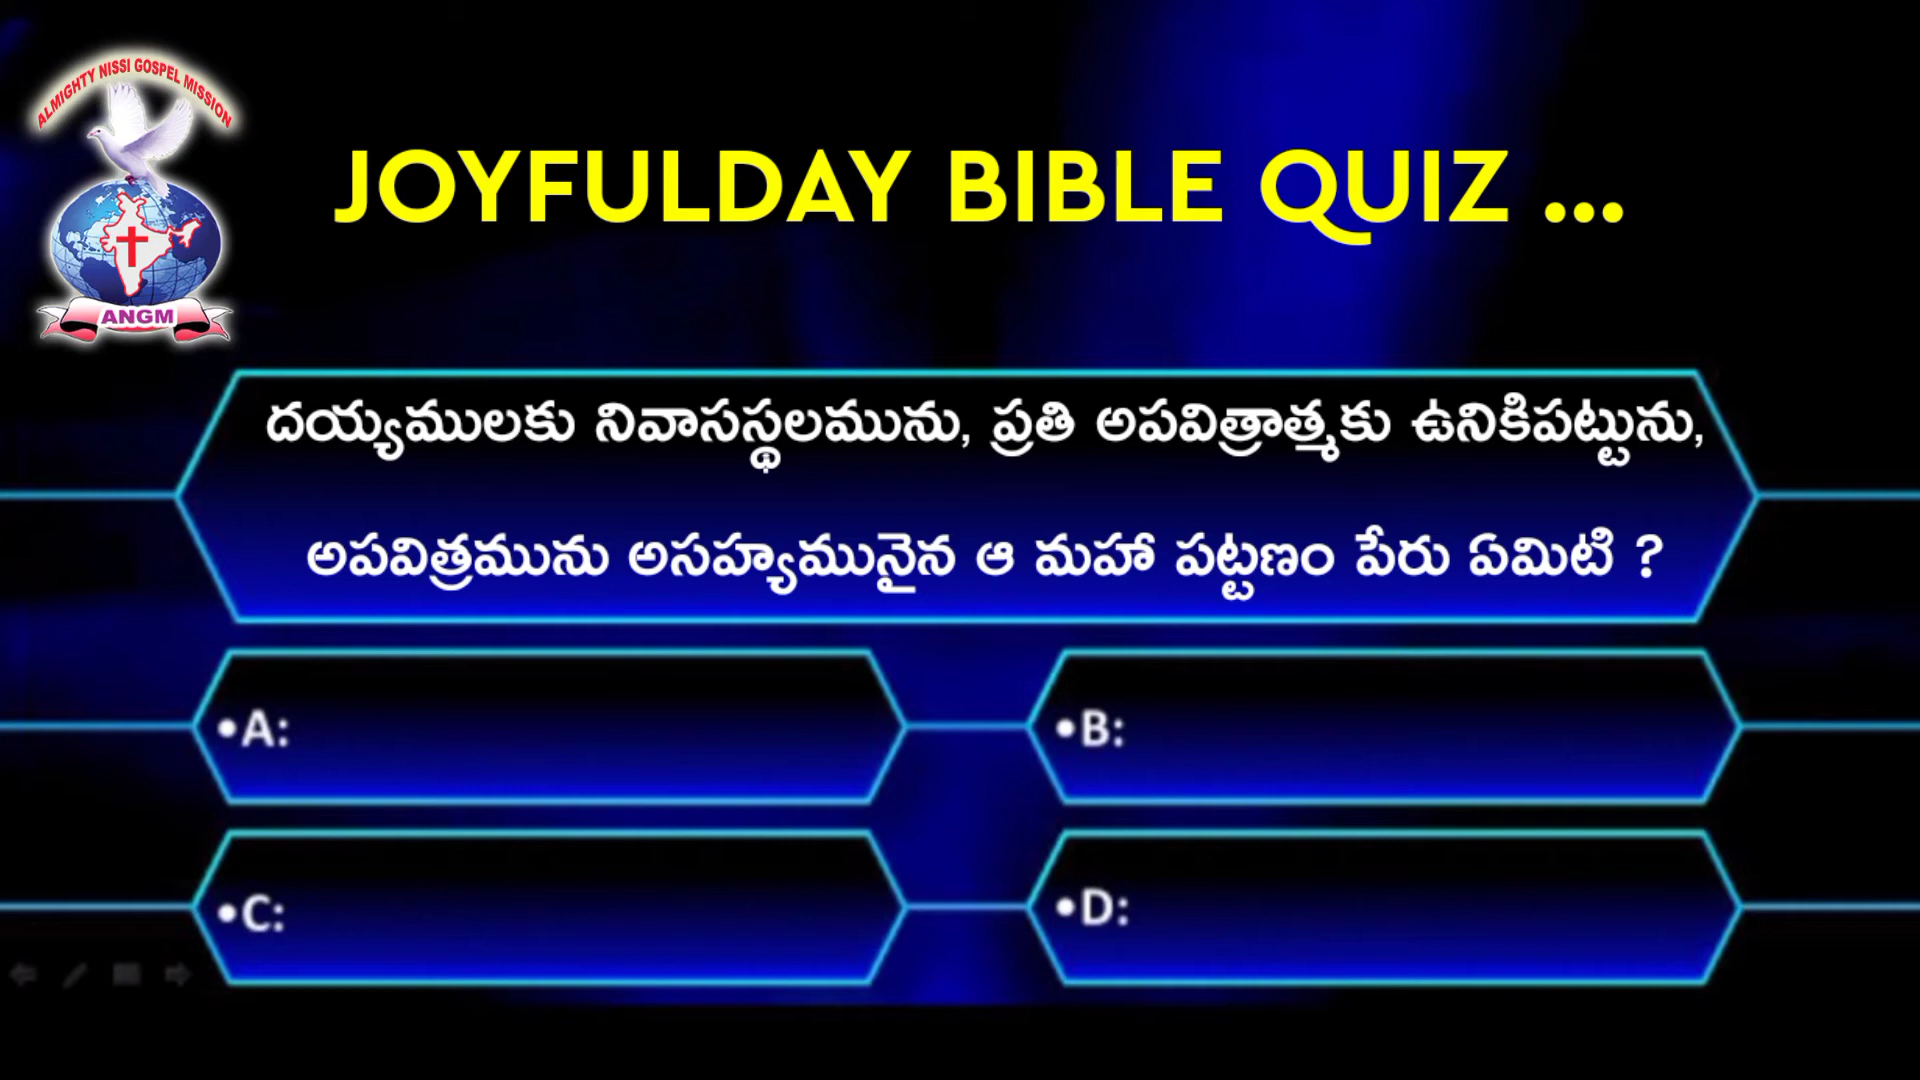 ALMIGHTY NISSI GOSPEL MISSION
ANGM
JOYFULDAY BIBLE QUIZ ...
దయ్యములకు నివాసస్థలమును, ప్రతి అపవిత్రాత్మకు ఉనికిపట్టును,
అపవిత్రమును అసహ్యమునైన ఆ మహా పట్టణం పేరు ఏమిటి ?
•A:
•B:
•C:
•D: